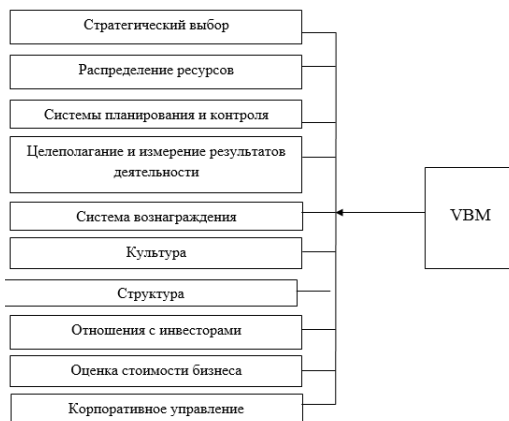 Стратегический выбор
Распределение ресурсов
Системы планирования и контроля
Целеполагание и измерение результатов
деятельности
Система вознаграждения
VBM
Культура
Структура
Отношения с инвесторами
Оценка стоимости бизнеса
Корпоративное управление